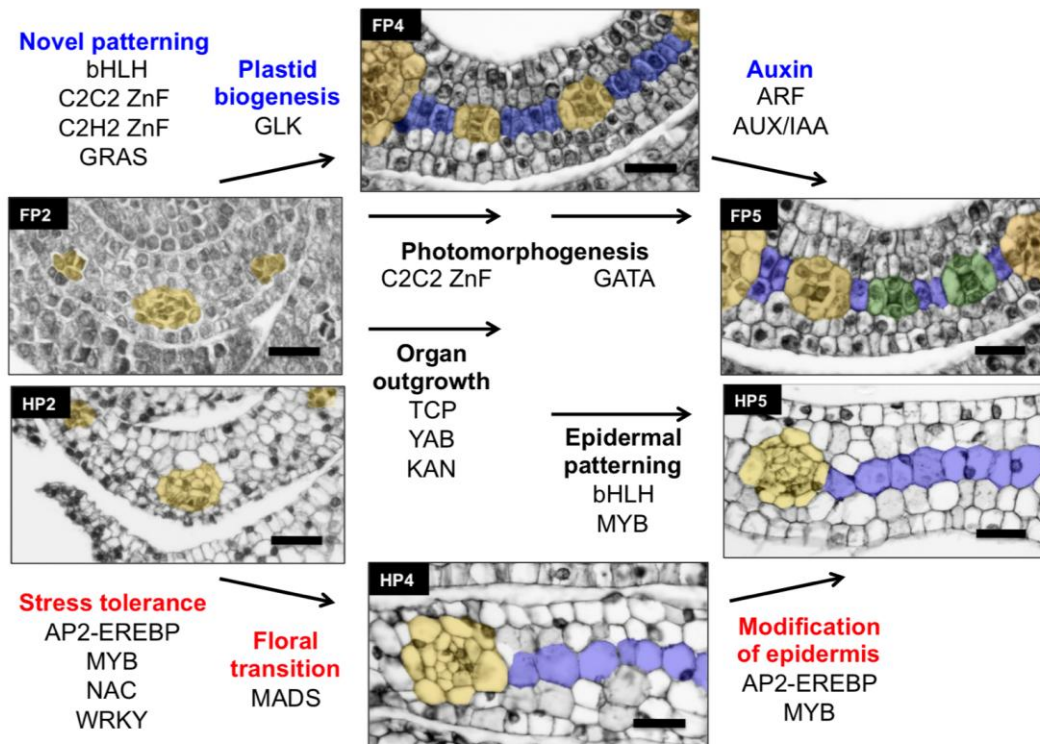 Novel patterning
bHLH
C2C2 ZnF
C2H2 ZnF
GRAS
Plastid
biogenesis
GLK
FP4
Auxin
ARF
AUX/IAA
FP2
Photomorphogenesis
C2C2 ZnF
GATA
FP5
Organ
outgrowth
TCP
YAB
KAN
HP2
Epidermal
patterning
bHLH
MYB
HP5
Stress tolerance
AP2-EREBP
MYB
NAC
WRKY
Floral
transition
MADS
HP4
Modification
of epidermis
AP2-EREBP
MYB